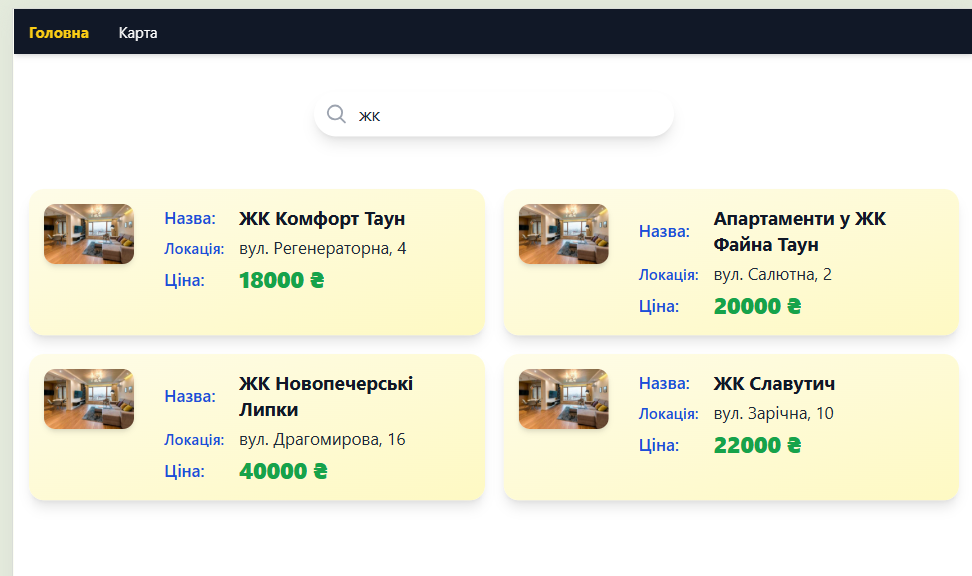 Головна Карта
жк
Назва: ЖК Комфорт Таун
Локація: вул. Регенераторна, 4
Ціна: 18000 ₴
Назва: Апартаменти у ЖК
Файна Таун
Локація: вул. Салютна, 2
Ціна: 20000 ₴
Назва: ЖК Новопечерські
Липки
Локація: вул. Драгомирова, 16
Ціна: 40000 ₴
Назва: ЖК Славутич
Локація: вул. Зарічна, 10
Ціна: 22000 ₴